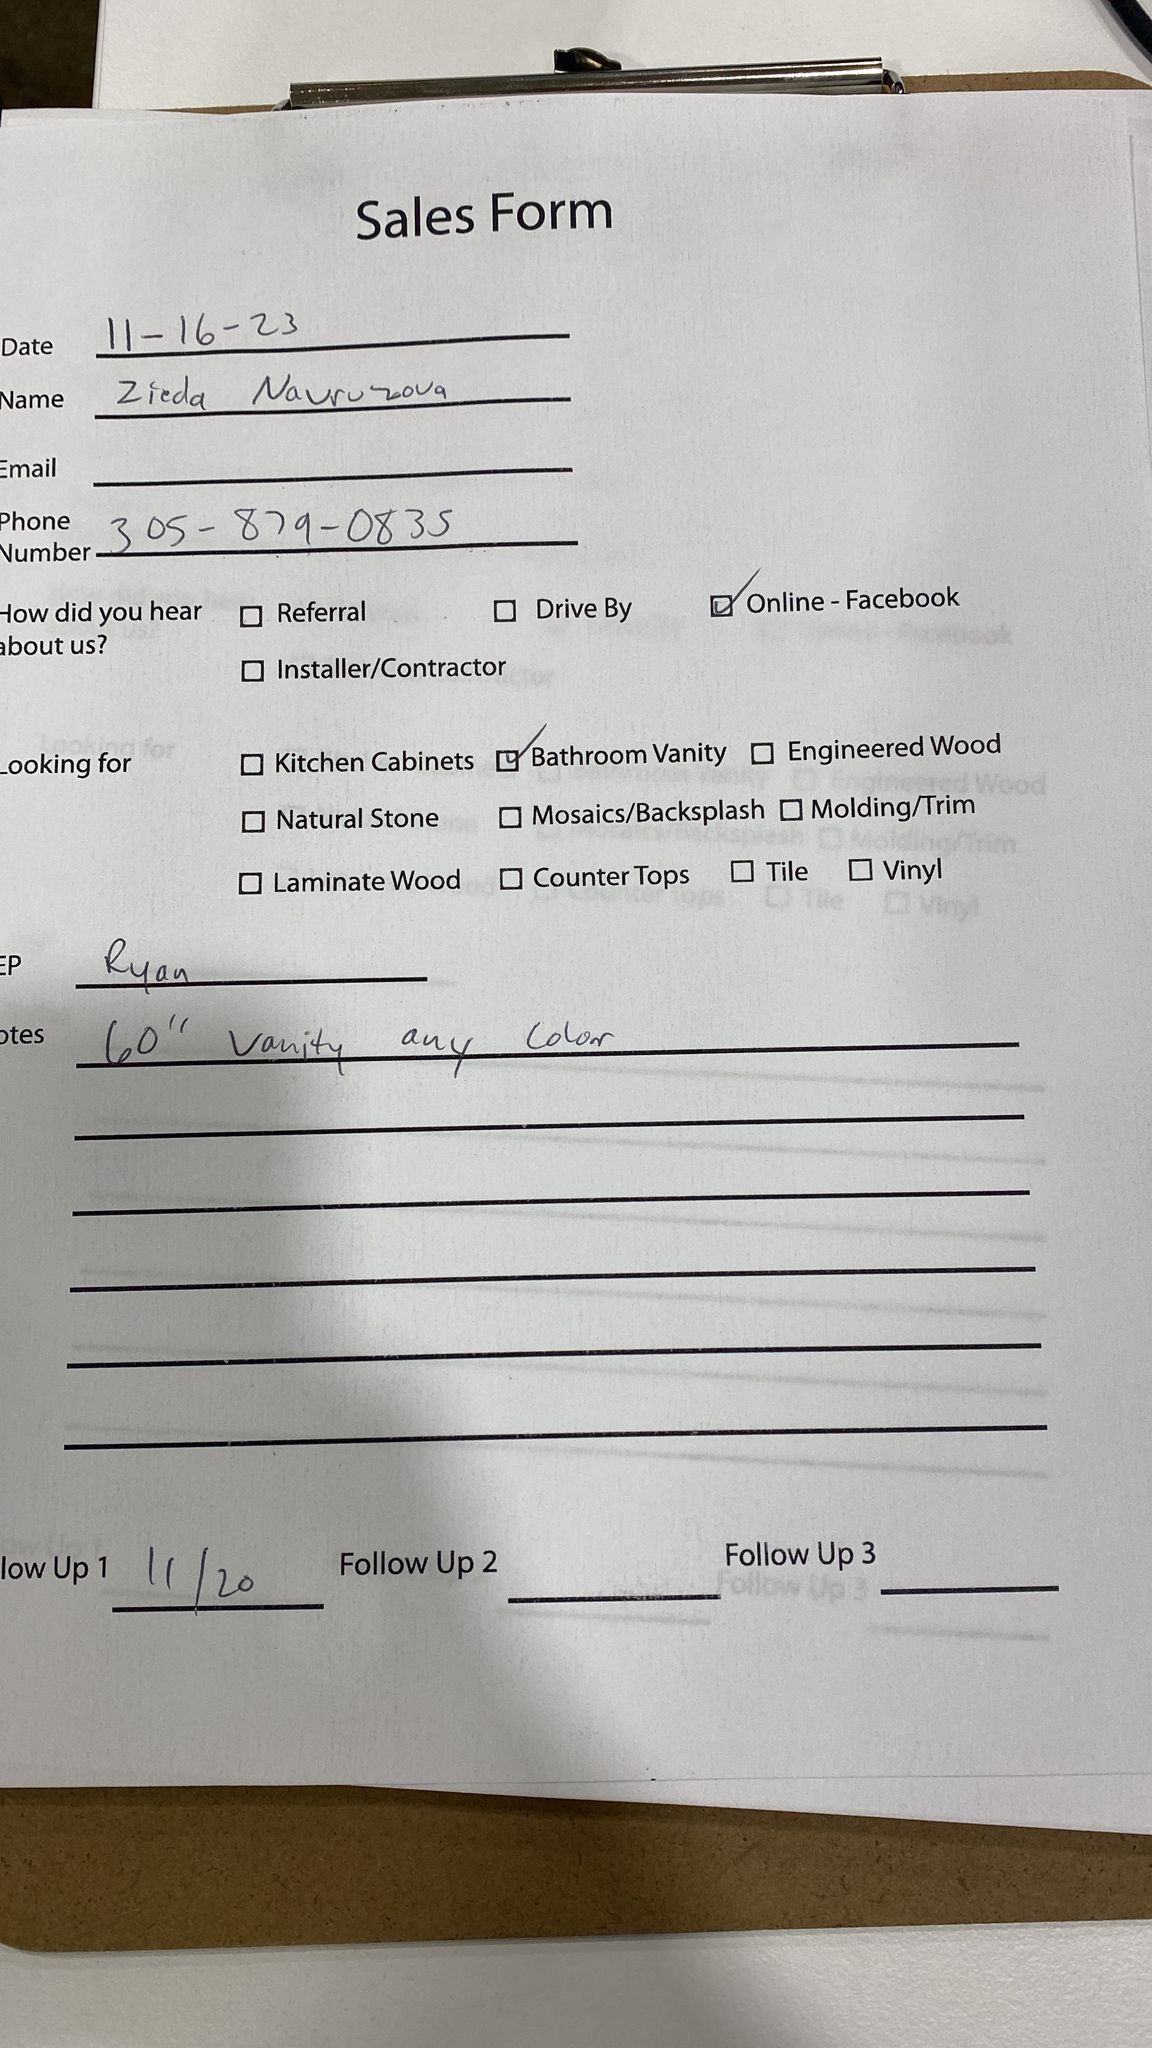 Sales Form
Date 11-16-23
Name Zieda Navruzova
Email
Phone
Number 305-879-0835
How did you hear about us? ☐ Referral ☐ Drive By ☑ Online - Facebook
☐ Installer/Contractor
Looking for ☐ Kitchen Cabinets ☑ Bathroom Vanity ☐ Engineered Wood
☐ Natural Stone ☐ Mosaics/Backsplash ☐ Molding/Trim
☐ Laminate Wood ☐ Counter Tops ☐ Tile ☐ Vinyl
EP Ryan
otes 60" Vanity any Color
low Up 1 11/20 Follow Up 2 Follow Up 3